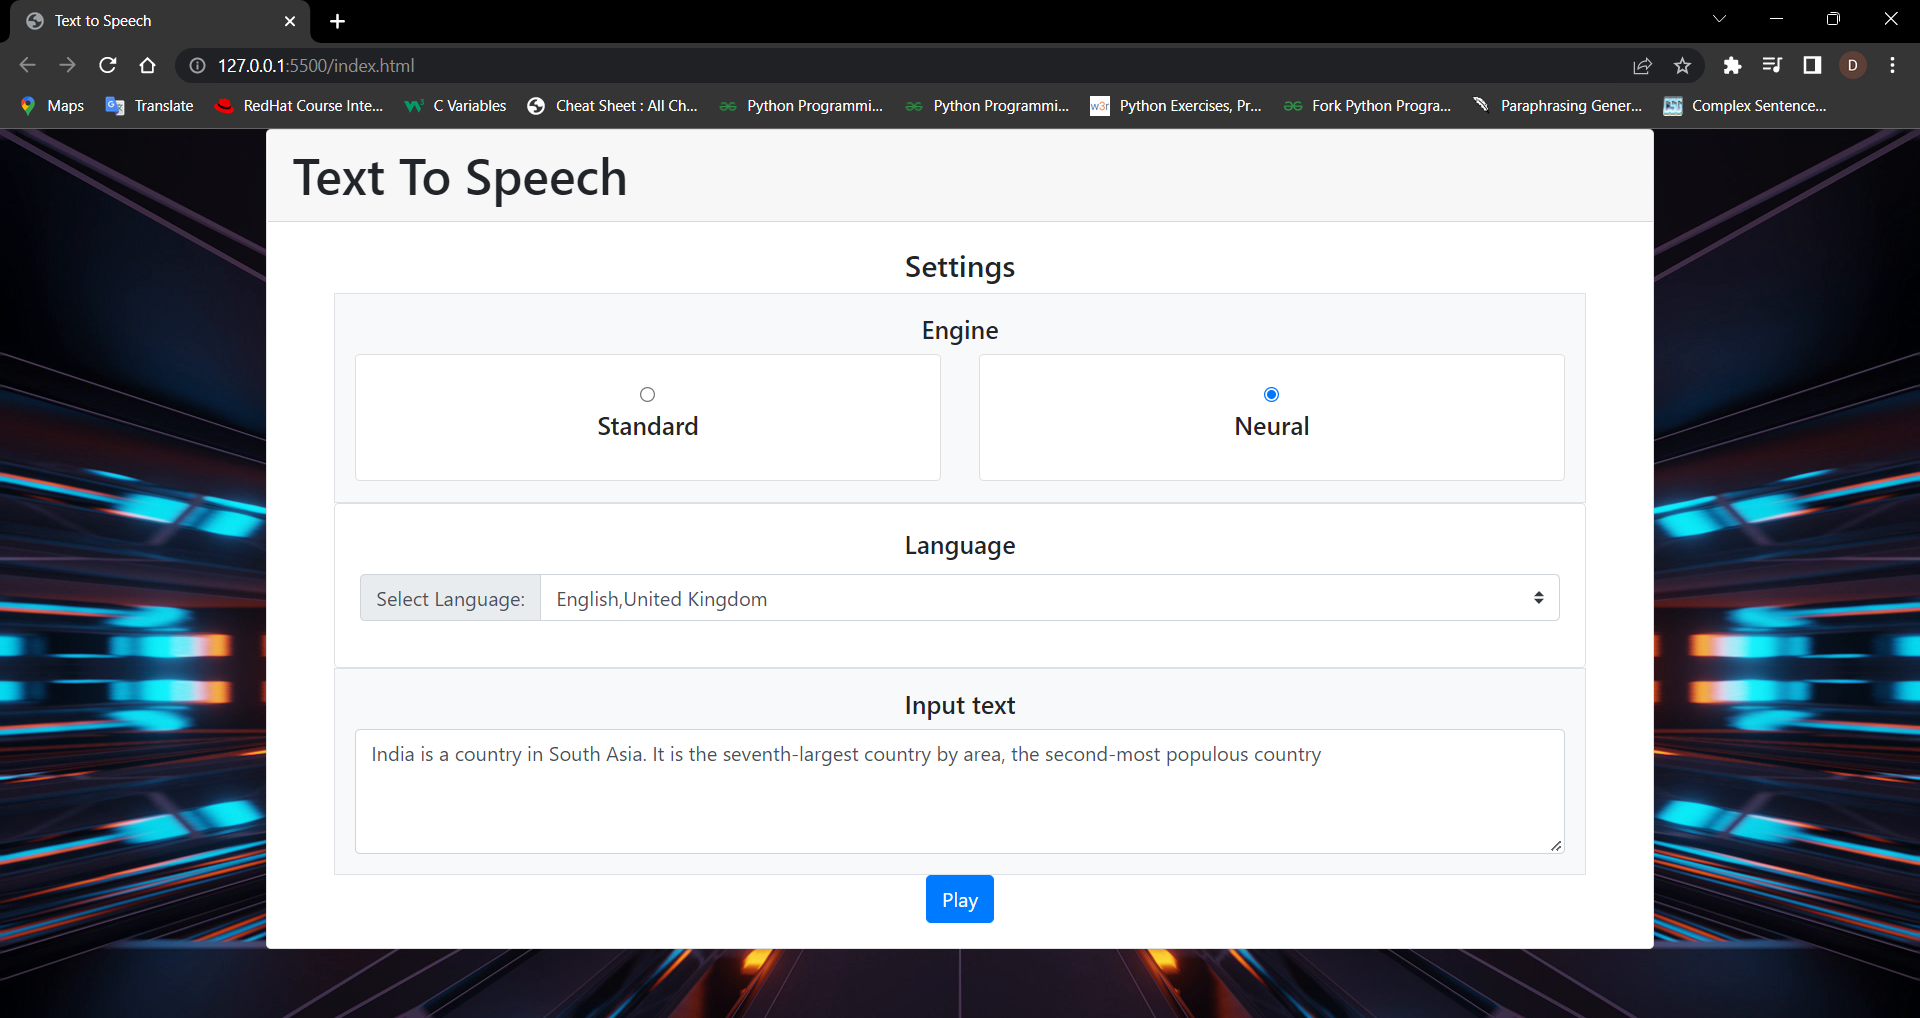 Text to Speech
127.0.0.1:5500/index.html
D
Maps
Translate
RedHat Course Inte...
C Variables
Cheat Sheet : All Ch...
Python Programmi...
Python Programmi...
w3r
Python Exercises, Pr...
Fork Python Progra...
Paraphrasing Gener...
Complex Sentence...
Text To Speech
Settings
Engine
Standard
Neural
Language
Select Language:
English,United Kingdom
Input text
India is a country in South Asia. It is the seventh-largest country by area, the second-most populous country
Play